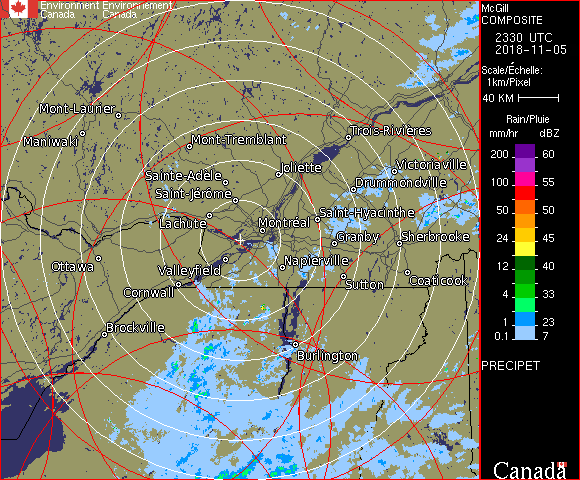 Environment Environnement
Canada Canada
McGill
COMPOSITE
2330 UTC
2018-11-05
Scale/Échelle:
1km/Pixel
40 KM
Rain/Pluie
mm/hr dBZ
200 60
150 55
100 55
50 50
24 45
12 40
4 33
1 23
0.1 7
PRECIPET
Canada
Mont-Laurier
Maniwaki
Mont-Tremblant
Trois-Rivières
Joliette
Victoriaville
Sainte-Adèle
Drummondville
Saint-Jérôme
Saint-Hyacinthe
Lachute
Montréal
Granby
Sherbrooke
Ottawa
Valleyfield
Napierville
Sutton
Coaticook
Cornwall
Brockville
Burlington